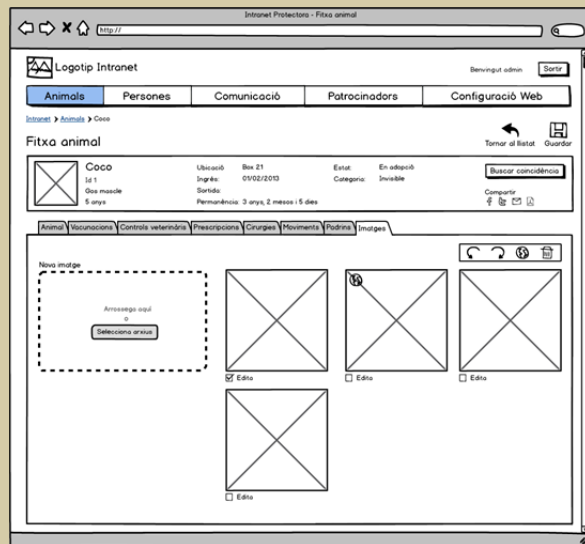 Intranet Protectors - Fitxa animal
http://
Logotip Intranet
Benvingut admin
Sortir
Animals
Persones
Comunicació
Patrocinadors
Configuració Web
Intranet > Animals > Coco
Fitxa animal
Tornar al llistat
Guardar
Coco
Id 1
Gos mascle
5 anys
Ubicació: Box 21
Ingrés: 01/02/2013
Sortida:
Permanència: 3 anys, 2 mesos i 5 dies
Estat: En adopció
Categoria: Invisible
Buscar coincidència
Compartir
Animal
Vacunacions
Controls veterinàris
Prescripcions
Cirurgies
Moviments
Padrins
Imatges
Nova imatge
Arrossega aquí
o
Selecciona arxius
Edita
Edita
Edita
Edita